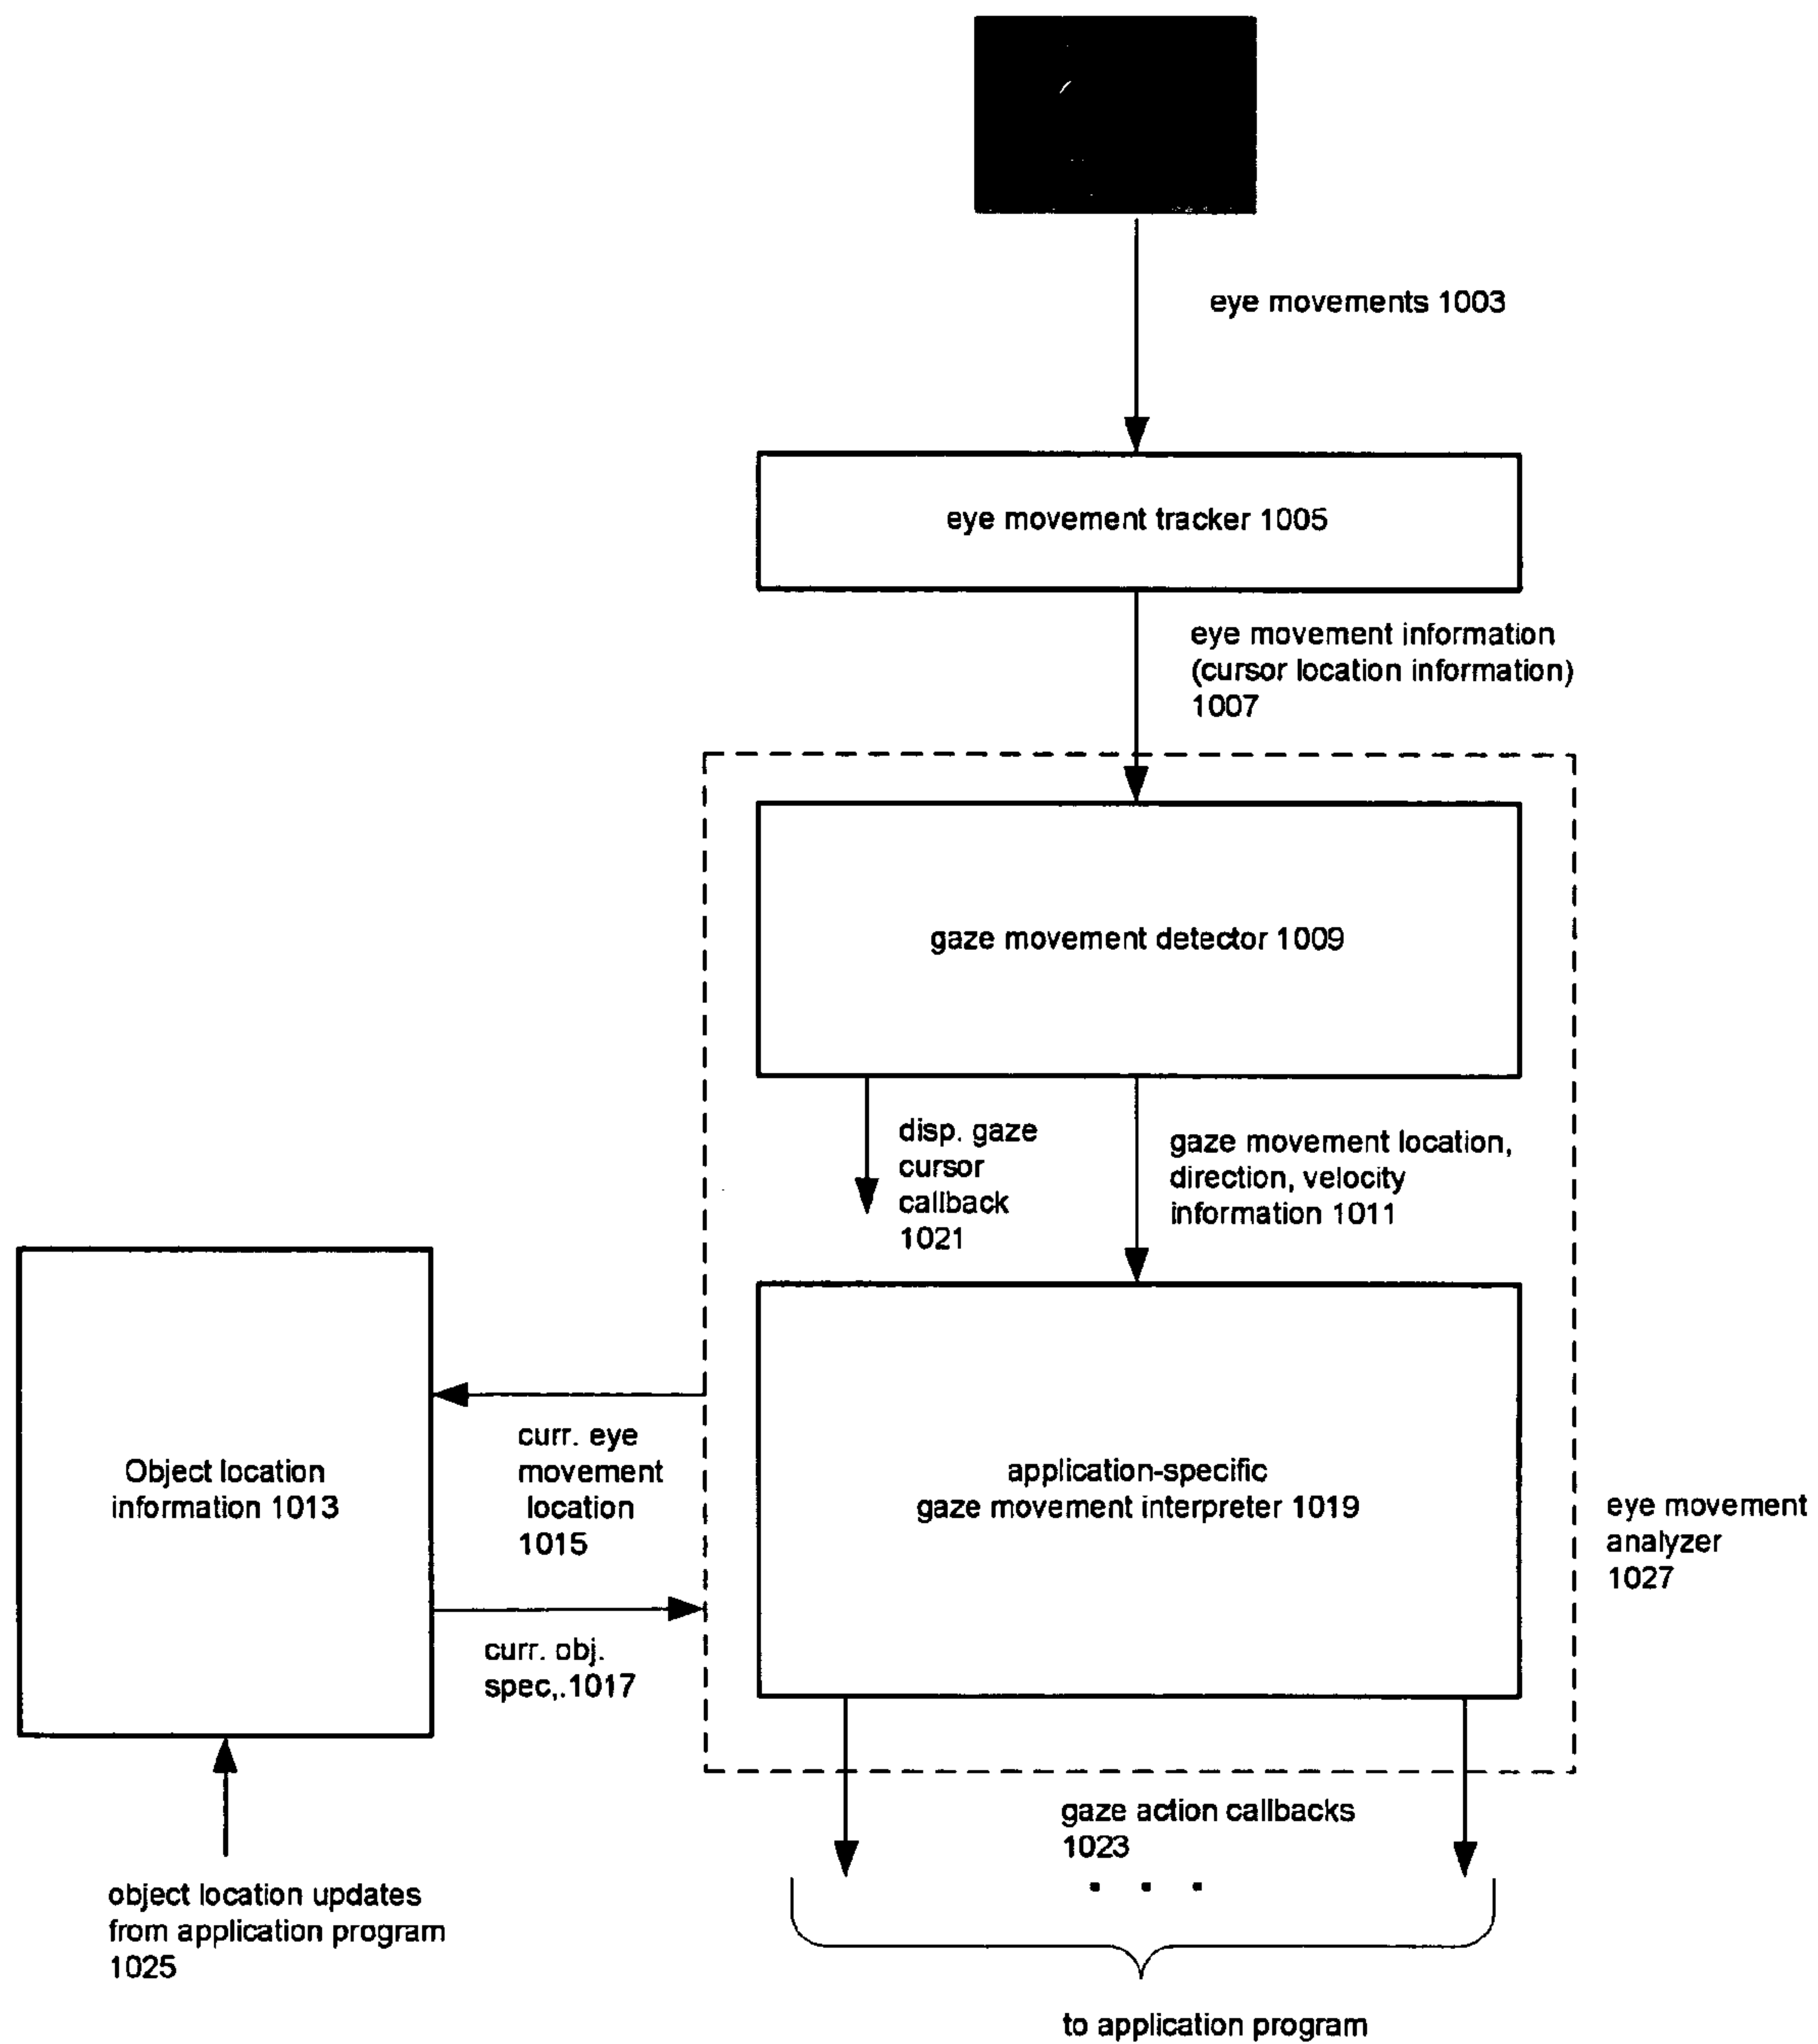 eye movements 1003
eye movement tracker 1005
eye movement information
(cursor location information)
1007
gaze movement detector 1009
disp. gaze
cursor
callback
1021
gaze movement location,
direction, velocity
information 1011
Object location
information 1013
curr. eye
movement
location
1015
curr. obj.
spec,.1017
application-specific
gaze movement interpreter 1019
eye movement
analyzer
1027
gaze action callbacks
1023
. . .
object location updates
from application program
1025
to application program